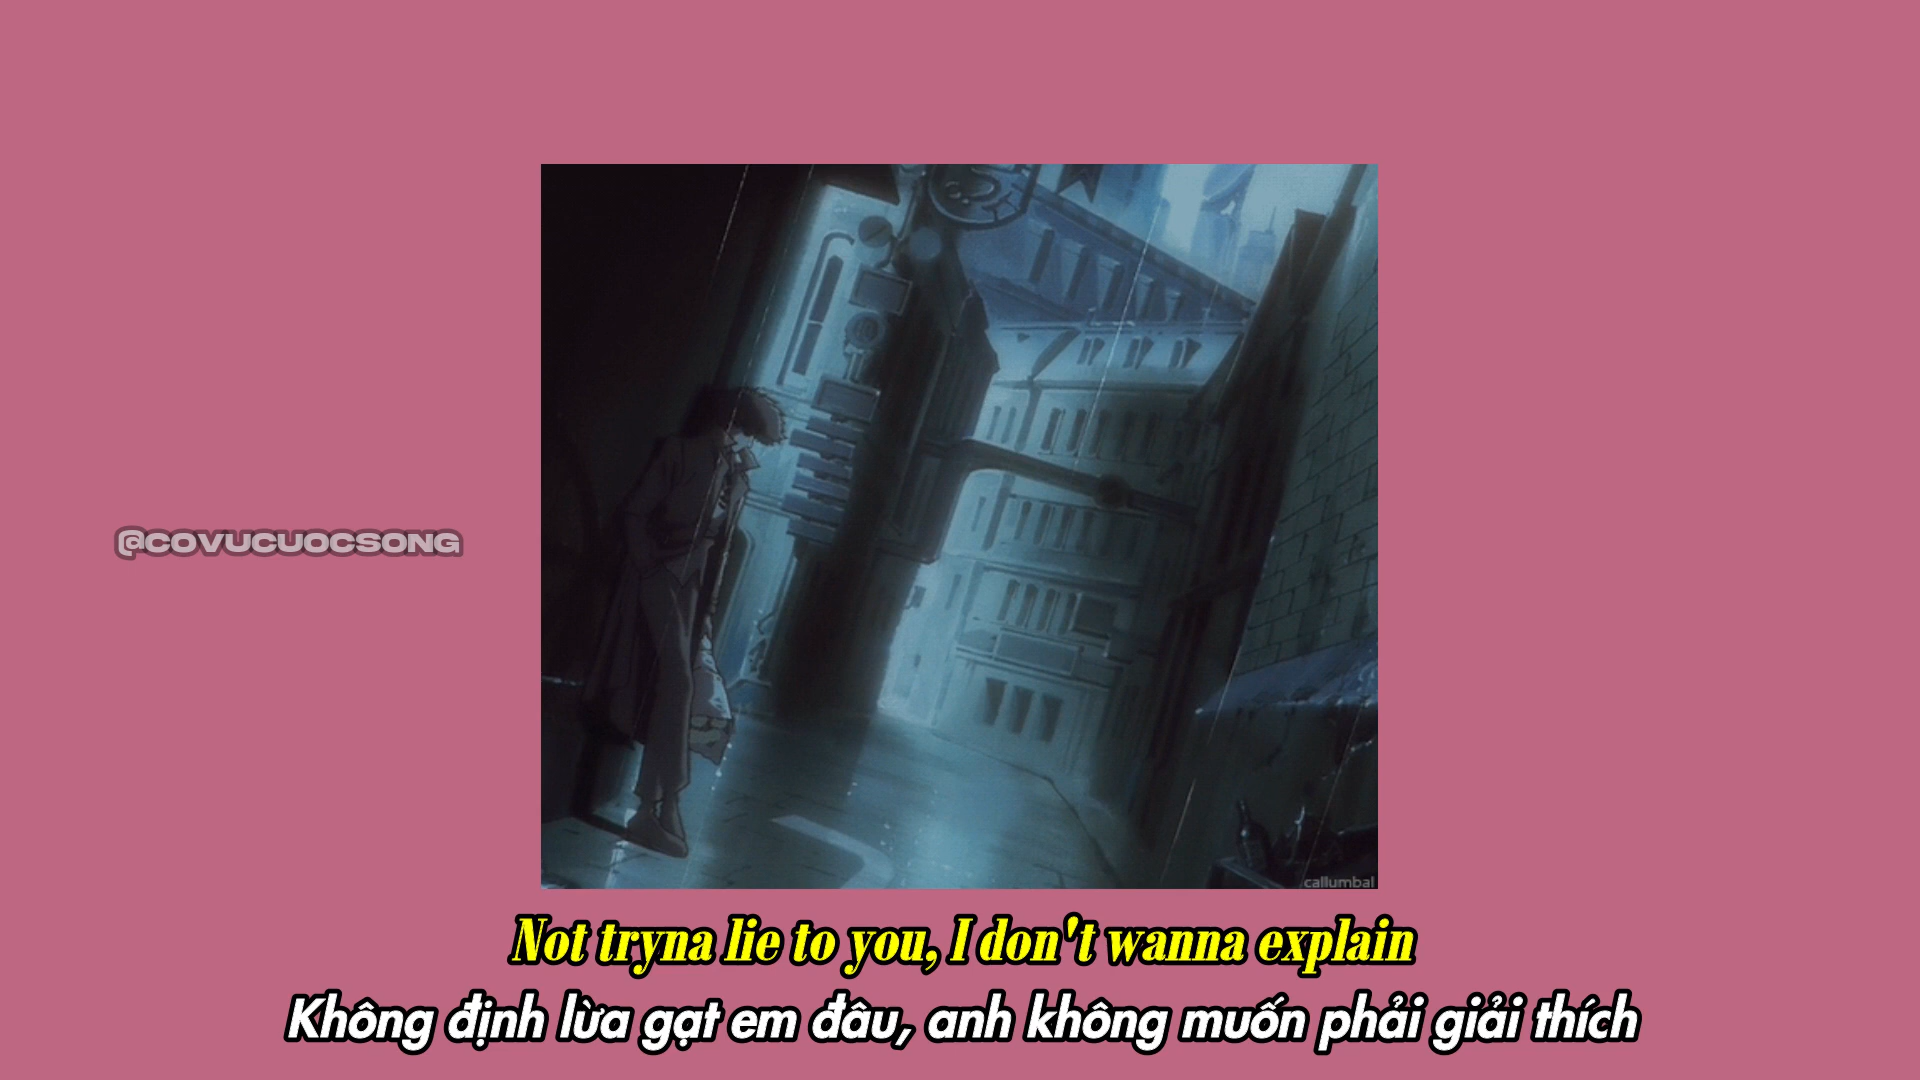 @COVUCUOCSONG
callumbal
Not tryna lie to you, I don't wanna explain
Không định lừa gạt em đâu, anh không muốn phải giải thích